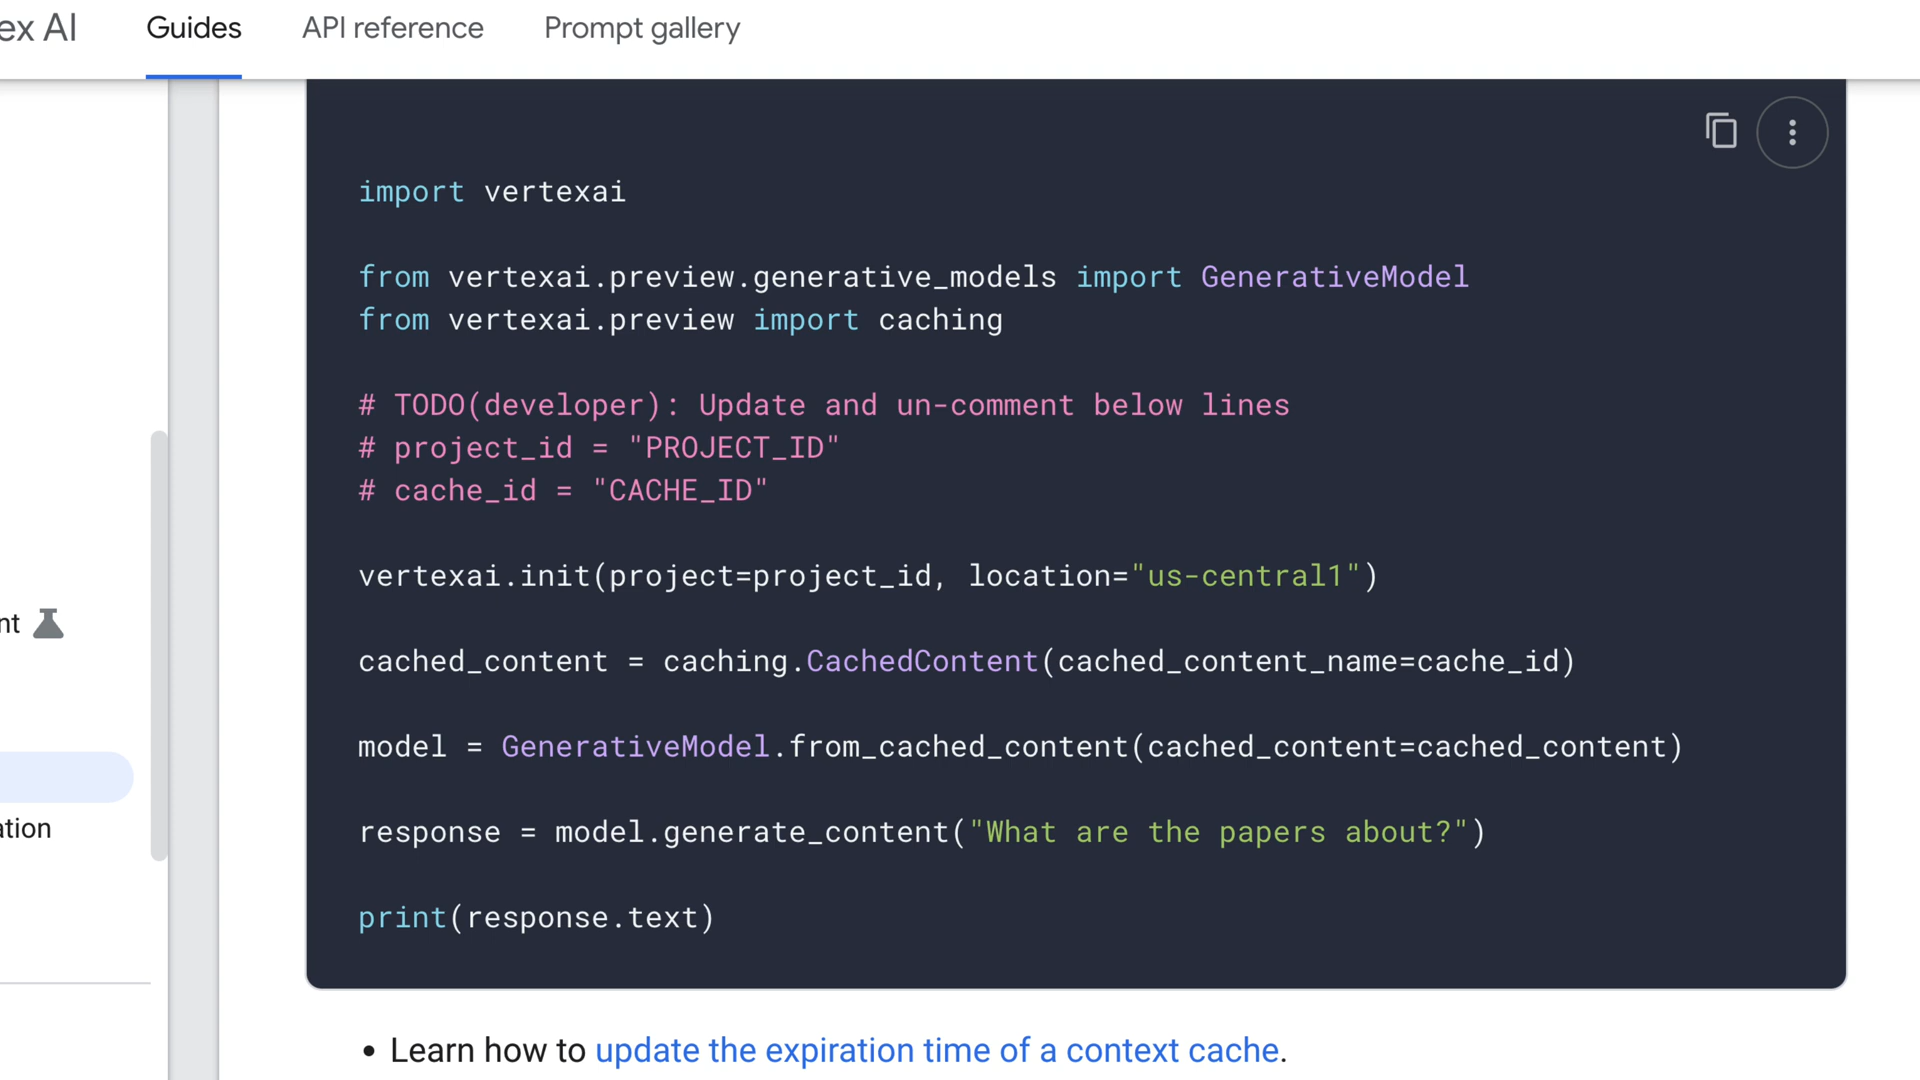 ex AI Guides API reference Prompt gallery
import vertexai
from vertexai.preview.generative_models import GenerativeModel
from vertexai.preview import caching
# TODO(developer): Update and un-comment below lines
# project_id = "PROJECT_ID"
# cache_id = "CACHE_ID"
vertexai.init(project=project_id, location="us-central1")
nt
cached_content = caching.CachedContent(cached_content_name=cache_id)
model = GenerativeModel.from_cached_content(cached_content=cached_content)
ation
response = model.generate_content("What are the papers about?")
print(response.text)
• Learn how to update the expiration time of a context cache.